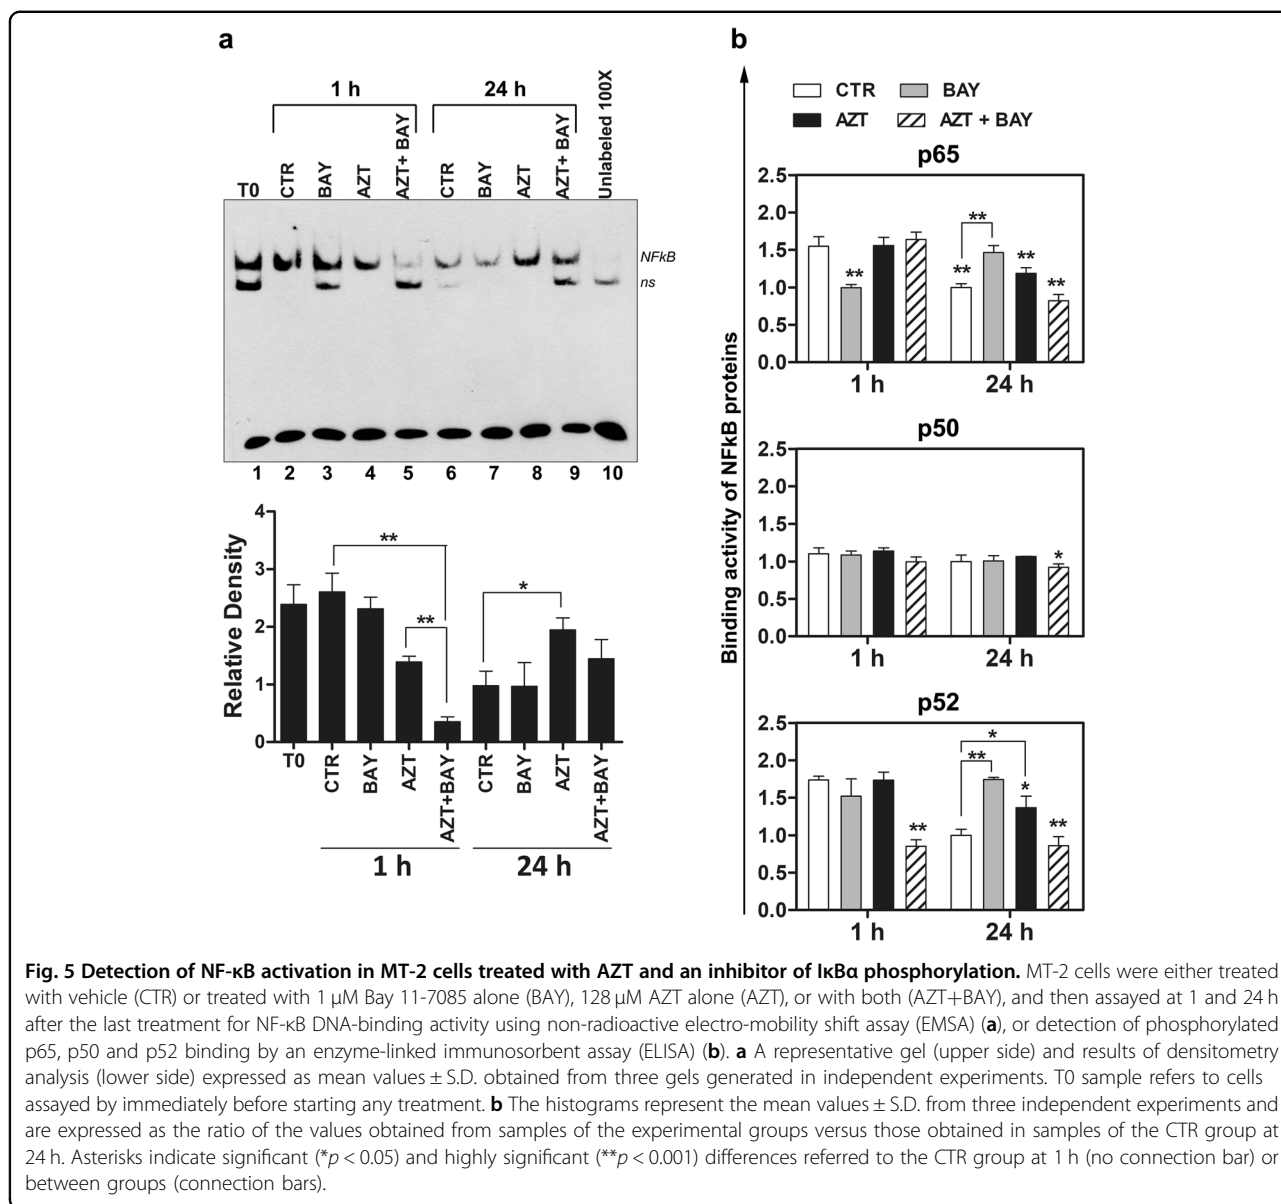 a
1 h
24 h
T0
CTR
BAY
AZT
AZT+ BAY
CTR
BAY
AZT
AZT+ BAY
Unlabeled 100X
NFkB
ns
1 2 3 4 5 6 7 8 9 10
Relative Density
4
3
2
1
0
**
**
*
T0
CTR
BAY
AZT
AZT+BAY
CTR
BAY
AZT
AZT+BAY
1 h
24 h
b
CTR BAY
AZT AZT + BAY
Binding activity of NFkB proteins
p65
2.5
2.0
1.5
1.0
0.5
0.0
**
**
**
**
**
1 h 24 h
p50
2.5
2.0
1.5
1.0
0.5
0.0
*
1 h 24 h
p52
2.5
2.0
1.5
1.0
0.5
0.0
**
*
**
*
**
1 h 24 h
Fig. 5 Detection of NF-κB activation in MT-2 cells treated with AZT and an inhibitor of IκBα phosphorylation. MT-2 cells were either treated
with vehicle (CTR) or treated with 1 µM Bay 11-7085 alone (BAY), 128 µM AZT alone (AZT), or with both (AZT+BAY), and then assayed at 1 and 24 h
after the last treatment for NF-κB DNA-binding activity using non-radioactive electro-mobility shift assay (EMSA) (a), or detection of phosphorylated
p65, p50 and p52 binding by an enzyme-linked immunosorbent assay (ELISA) (b). a A representative gel (upper side) and results of densitometry
analysis (lower side) expressed as mean values ± S.D. obtained from three gels generated in independent experiments. T0 sample refers to cells
assayed by immediately before starting any treatment. b The histograms represent the mean values ± S.D. from three independent experiments and
are expressed as the ratio of the values obtained from samples of the experimental groups versus those obtained in samples of the CTR group at
24 h. Asterisks indicate significant (*p < 0.05) and highly significant (**p < 0.001) differences referred to the CTR group at 1 h (no connection bar) or
between groups (connection bars).